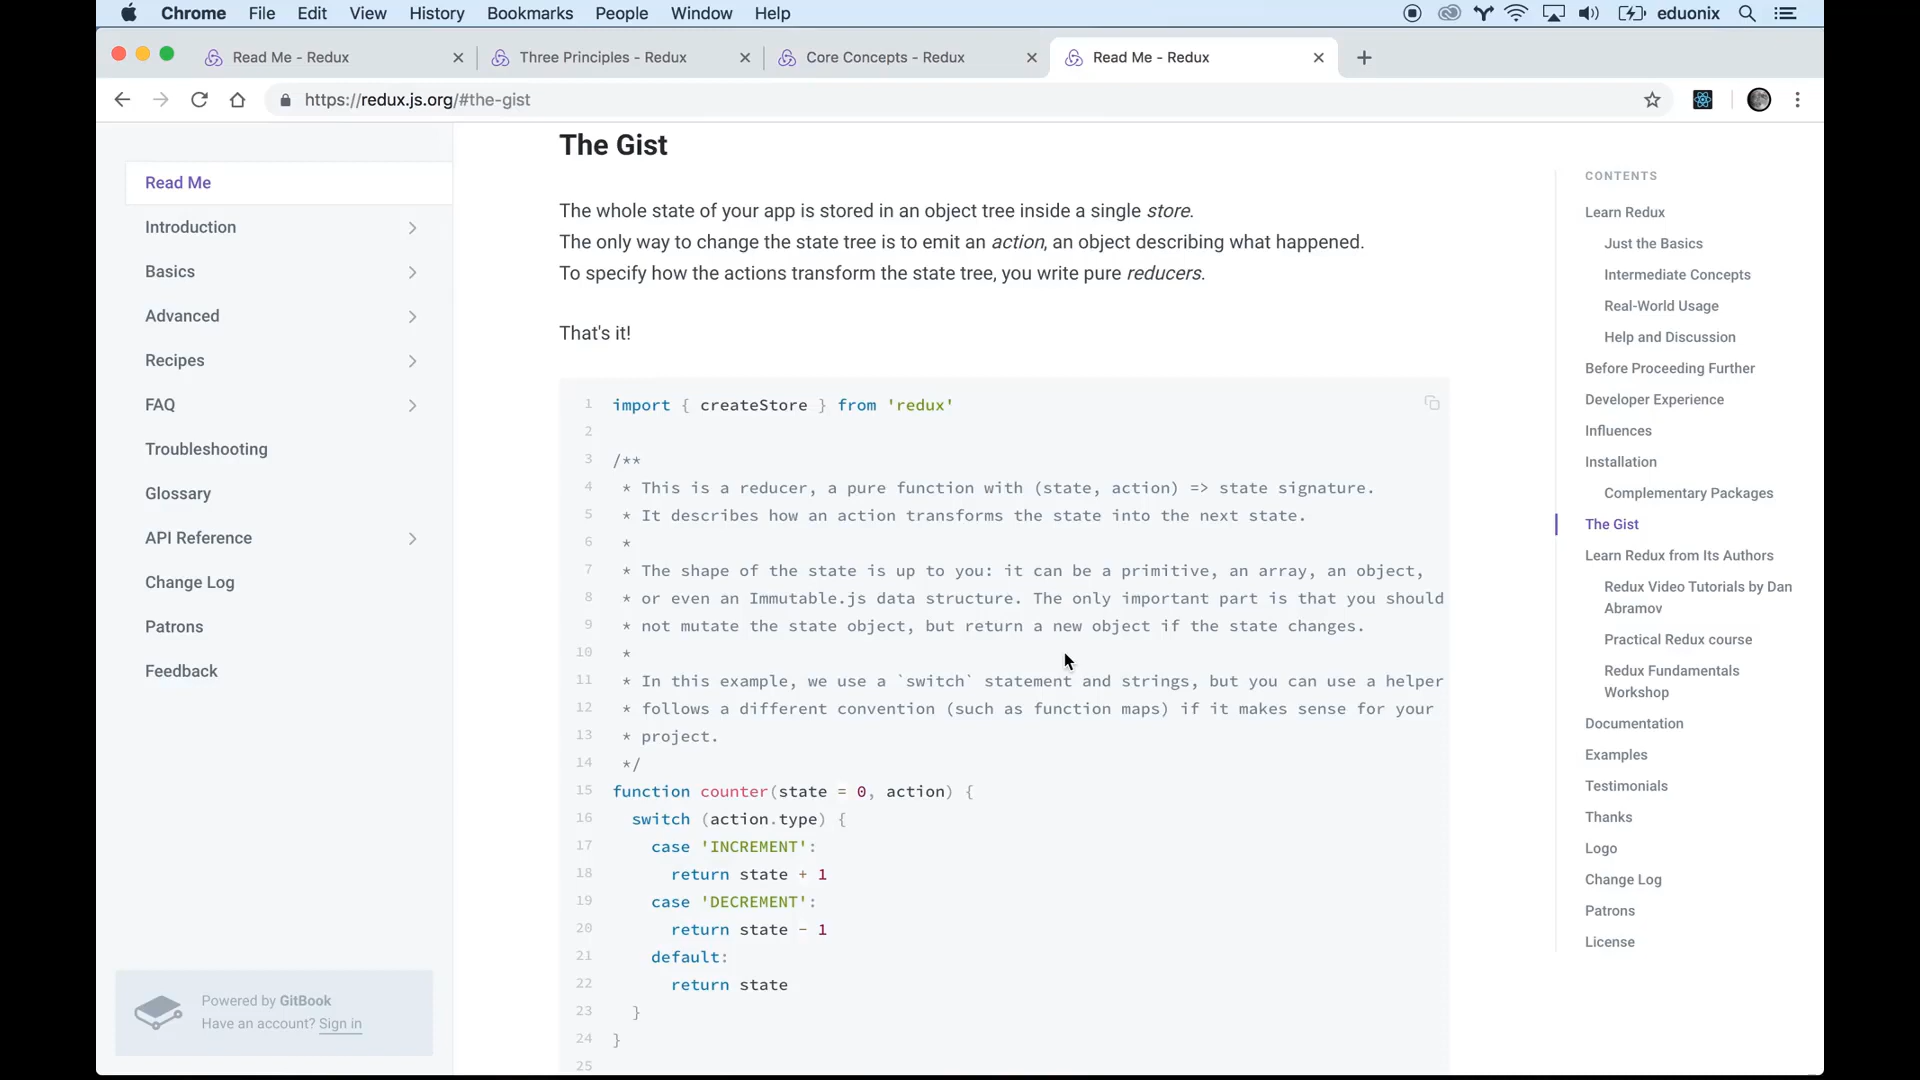 Chrome File Edit View History Bookmarks People Window Help eduonix
Read Me - Redux
Three Principles - Redux
Core Concepts - Redux
Read Me - Redux
https://redux.js.org/#the-gist
Read Me
Introduction
Basics
Advanced
Recipes
FAQ
Troubleshooting
Glossary
API Reference
Change Log
Patrons
Feedback
Powered by GitBook
Have an account? Sign in
The Gist
The whole state of your app is stored in an object tree inside a single store.
The only way to change the state tree is to emit an action, an object describing what happened.
To specify how the actions transform the state tree, you write pure reducers.
That's it!
1 import { createStore } from 'redux'
2
3 /**
4 * This is a reducer, a pure function with (state, action) => state signature.
5 * It describes how an action transforms the state into the next state.
6 *
7 * The shape of the state is up to you: it can be a primitive, an array, an object,
8 * or even an Immutable.js data structure. The only important part is that you should
9 * not mutate the state object, but return a new object if the state changes.
10 *
11 * In this example, we use a `switch` statement and strings, but you can use a helper
12 * follows a different convention (such as function maps) if it makes sense for your
13 * project.
14 */
15 function counter(state = 0, action) {
16 switch (action.type) {
17 case 'INCREMENT':
18 return state + 1
19 case 'DECREMENT':
20 return state - 1
21 default:
22 return state
23 }
24 }
25
CONTENTS
Learn Redux
Just the Basics
Intermediate Concepts
Real-World Usage
Help and Discussion
Before Proceeding Further
Developer Experience
Influences
Installation
Complementary Packages
The Gist
Learn Redux from Its Authors
Redux Video Tutorials by Dan
Abramov
Practical Redux course
Redux Fundamentals
Workshop
Documentation
Examples
Testimonials
Thanks
Logo
Change Log
Patrons
License